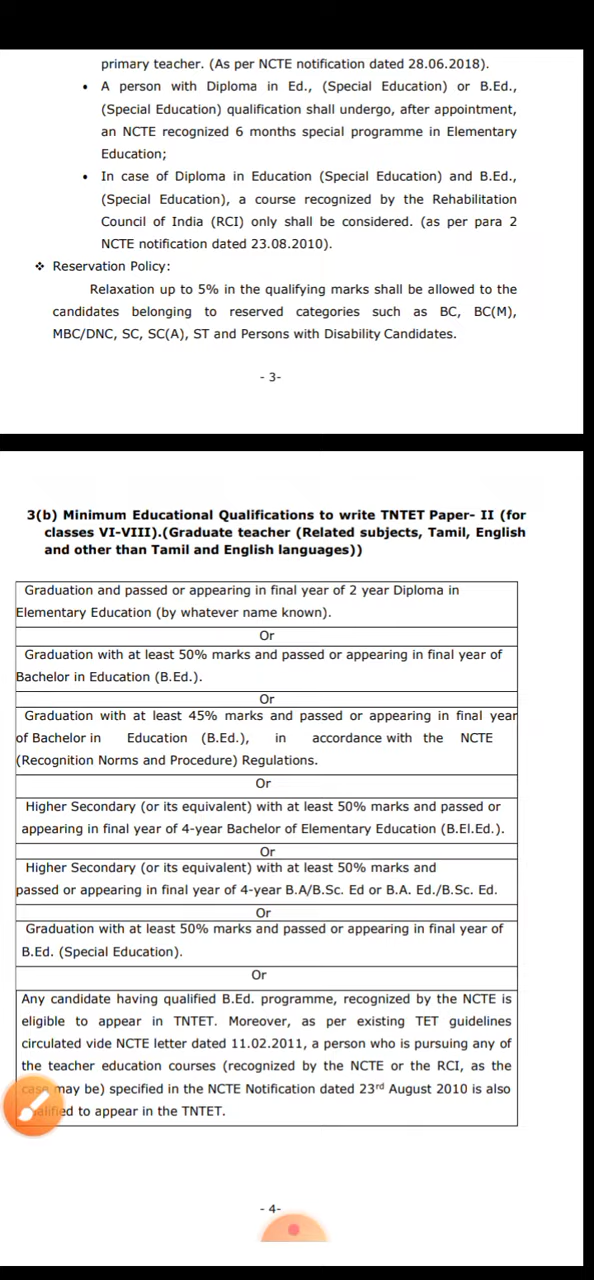 primary teacher. (As per NCTE notification dated 28.06.2018).
• A person with Diploma in Ed., (Special Education) or B.Ed.,
(Special Education) qualification shall undergo, after appointment,
an NCTE recognized 6 months special programme in Elementary
Education;
• In case of Diploma in Education (Special Education) and B.Ed.,
(Special Education), a course recognized by the Rehabilitation
Council of India (RCI) only shall be considered. (as per para 2
NCTE notification dated 23.08.2010).
❖ Reservation Policy:
Relaxation up to 5% in the qualifying marks shall be allowed to the
candidates belonging to reserved categories such as BC, BC(M),
MBC/DNC, SC, SC(A), ST and Persons with Disability Candidates.
- 3-
3(b) Minimum Educational Qualifications to write TNTET Paper- II (for
classes VI-VIII).(Graduate teacher (Related subjects, Tamil, English
and other than Tamil and English languages))
Graduation and passed or appearing in final year of 2 year Diploma in
Elementary Education (by whatever name known).
Or
Graduation with at least 50% marks and passed or appearing in final year of
Bachelor in Education (B.Ed.).
Or
Graduation with at least 45% marks and passed or appearing in final year
of Bachelor in Education (B.Ed.), in accordance with the NCTE
(Recognition Norms and Procedure) Regulations.
Or
Higher Secondary (or its equivalent) with at least 50% marks and passed or
appearing in final year of 4-year Bachelor of Elementary Education (B.El.Ed.).
Or
Higher Secondary (or its equivalent) with at least 50% marks and
passed or appearing in final year of 4-year B.A/B.Sc. Ed or B.A. Ed./B.Sc. Ed.
Or
Graduation with at least 50% marks and passed or appearing in final year of
B.Ed. (Special Education).
Or
Any candidate having qualified B.Ed. programme, recognized by the NCTE is
eligible to appear in TNTET. Moreover, as per existing TET guidelines
circulated vide NCTE letter dated 11.02.2011, a person who is pursuing any of
the teacher education courses (recognized by the NCTE or the RCI, as the
case may be) specified in the NCTE Notification dated 23rd August 2010 is also
to appear in the TNTET.
- 4-